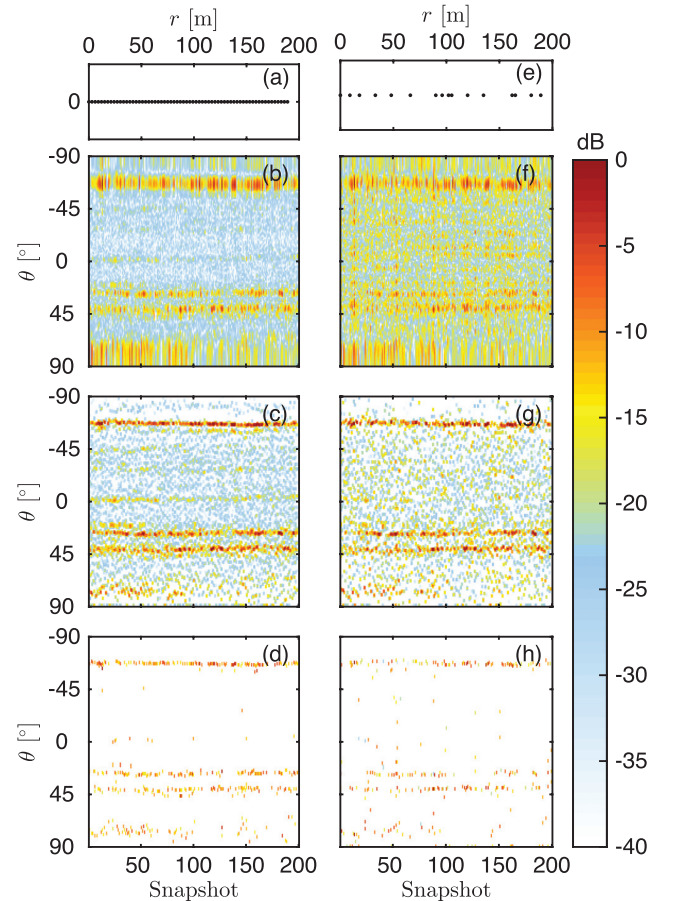 r [m] r [m]
0 50 100 150 200 0 50 100 150 200
(a) (e)
0
dB
-90 (b) (f) 0
-45
θ [°] 0
45
90
-5
-10
-90 (c) (g)
-45
θ [°] 0
45
90
-15
-20
-25
-90 (d) (h)
-45
θ [°] 0
45
90
-30
-35
-40
50 100 150 200 50 100 150 200
Snapshot Snapshot